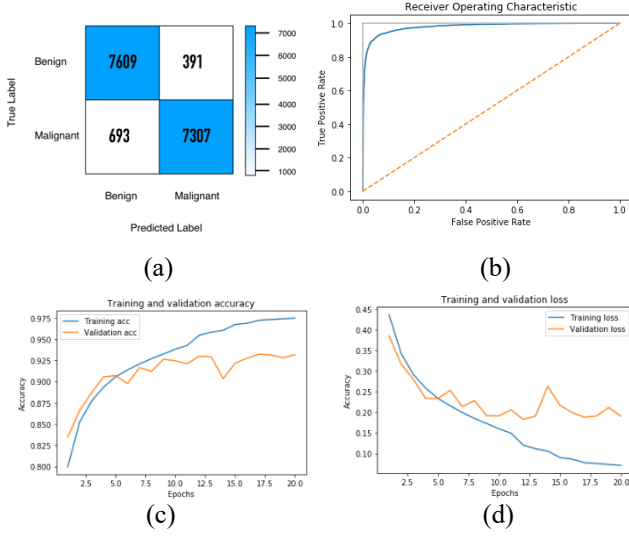 True Label
Benign
Malignant
7609
391
693
7307
Benign
Malignant
Predicted Label
7000
6000
5000
4000
3000
2000
1000
(a)
Receiver Operating Characteristic
True Positive Rate
1.0
0.8
0.6
0.4
0.2
0.0
0.0 0.2 0.4 0.6 0.8 1.0
False Positive Rate
(b)
Training and validation accuracy
Training acc
Validation acc
Accuracy
0.975
0.950
0.925
0.900
0.875
0.850
0.825
0.800
2.5 5.0 7.5 10.0 12.5 15.0 17.5 20.0
Epochs
(c)
Training and validation loss
Training loss
Validation loss
Accuracy
0.45
0.40
0.35
0.30
0.25
0.20
0.15
0.10
2.5 5.0 7.5 10.0 12.5 15.0 17.5 20.0
Epochs
(d)